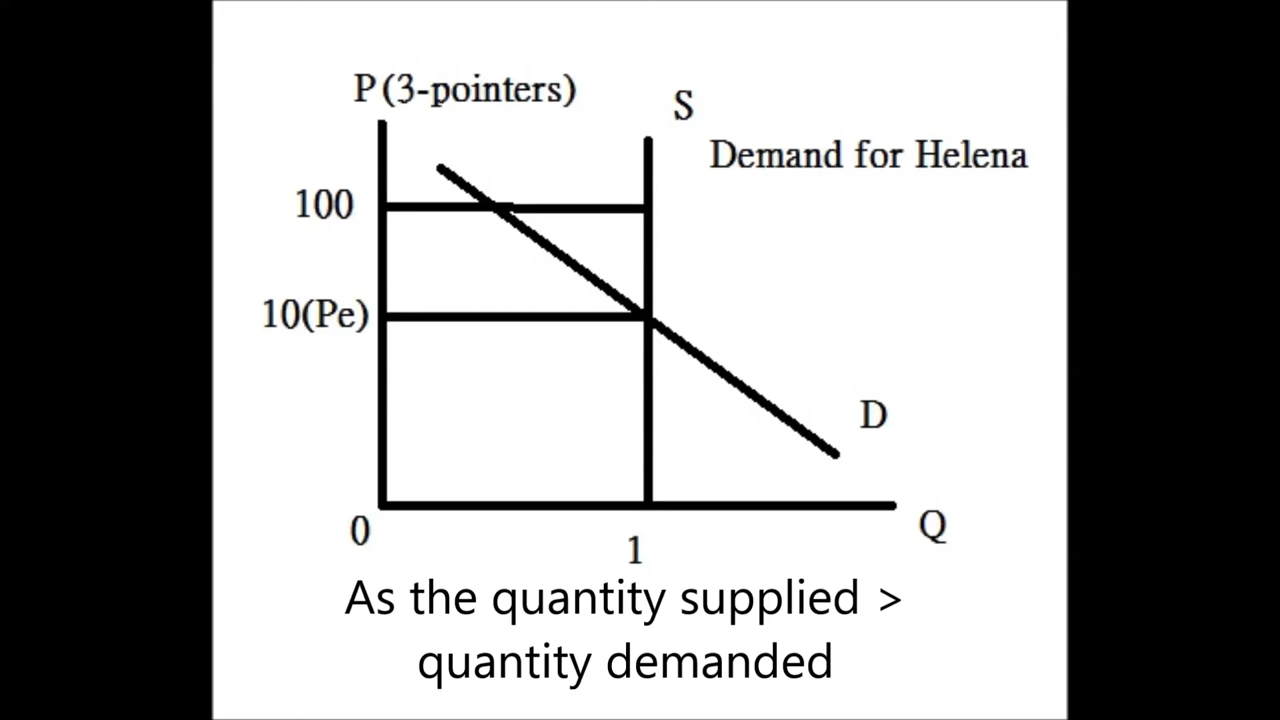 P (3-pointers)
S
Demand for Helena
100
10(Pe)
D
0
1
Q
As the quantity supplied >
quantity demanded